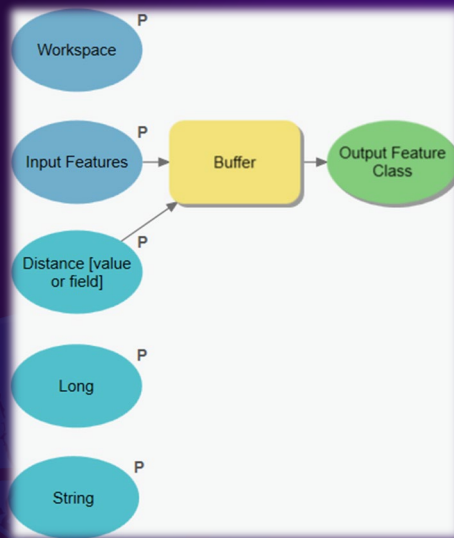 P
Workspace
P
Input Features
Buffer
Output Feature
Class
P
Distance [value
or field]
P
Long
P
String